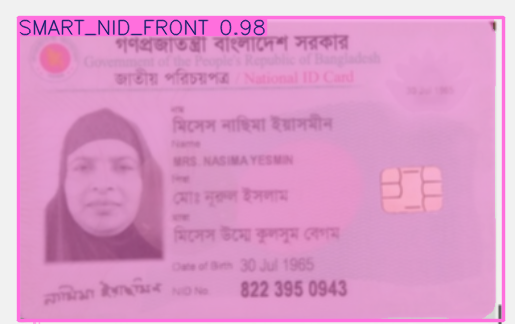 SMART_NID_FRONT 0.98
গণপ্রজাতন্ত্রী বাংলাদেশ সরকার
Government of the People's Republic of Bangladesh
জাতীয় পরিচয়পত্র / National ID Card
নাম
মিসেস নাছিমা ইয়াসমীন
Name
MRS. NASIMA YESMIN
পিতা
মোঃ নূরুল ইসলাম
মাতা
মিসেস উম্মে কুলসুম বেগম
Date of Birth 30 Jul 1965
NID No. 822 395 0943